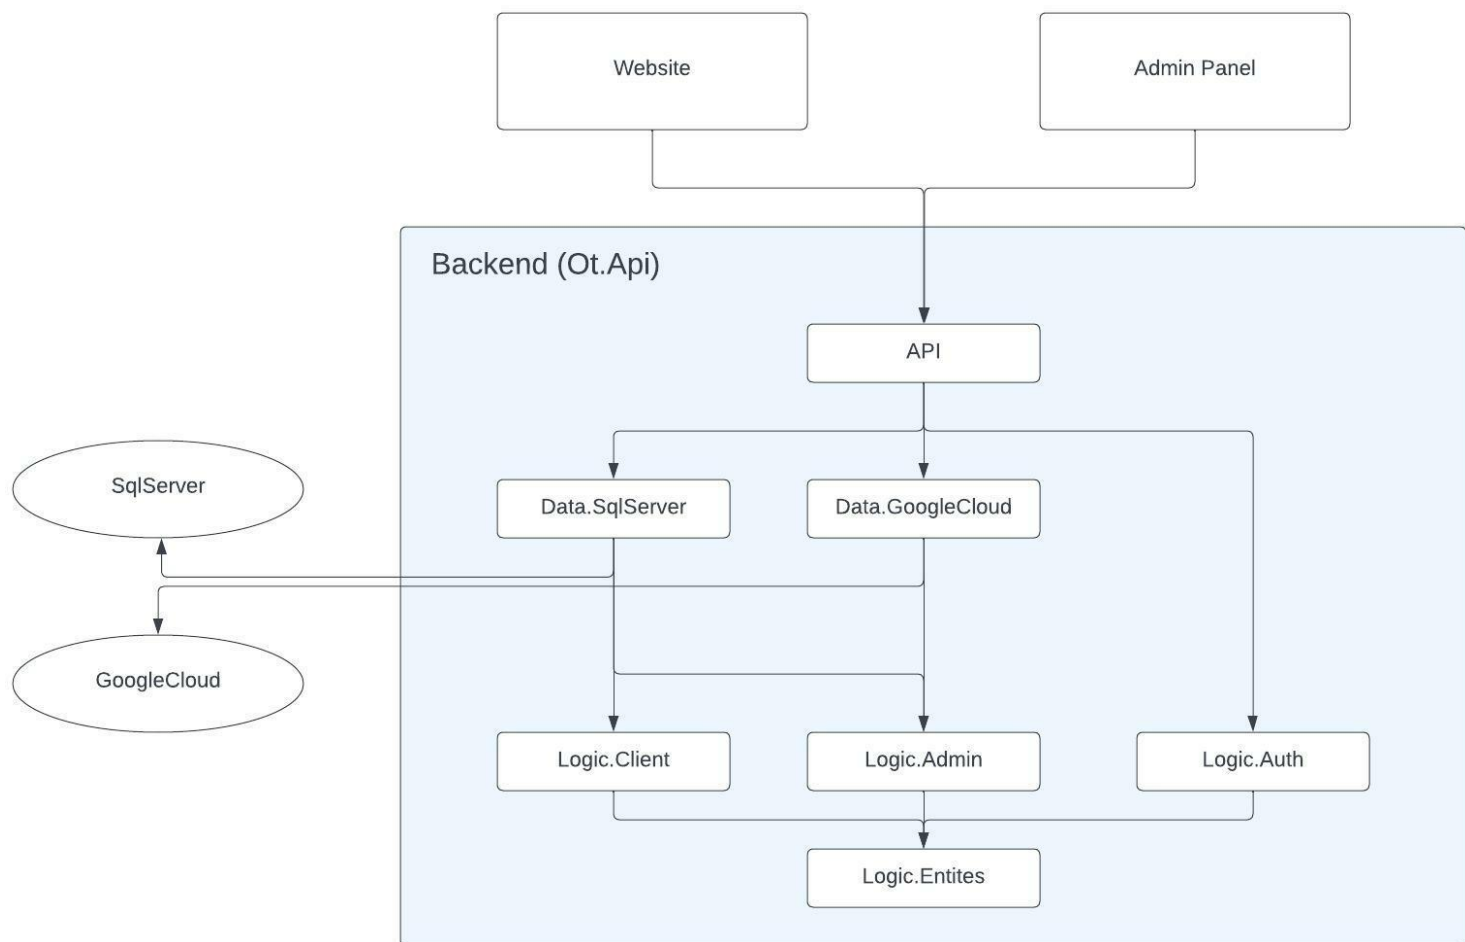 Website
Admin Panel
Backend (Ot.Api)
API
SqlServer
Data.SqlServer
Data.GoogleCloud
GoogleCloud
Logic.Client
Logic.Admin
Logic.Auth
Logic.Entites